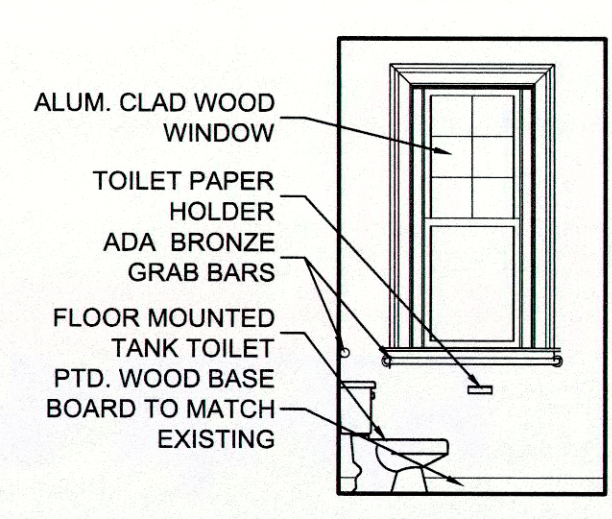 ALUM. CLAD WOOD
WINDOW
TOILET PAPER
HOLDER
ADA BRONZE
GRAB BARS
FLOOR MOUNTED
TANK TOILET
PTD. WOOD BASE
BOARD TO MATCH
EXISTING